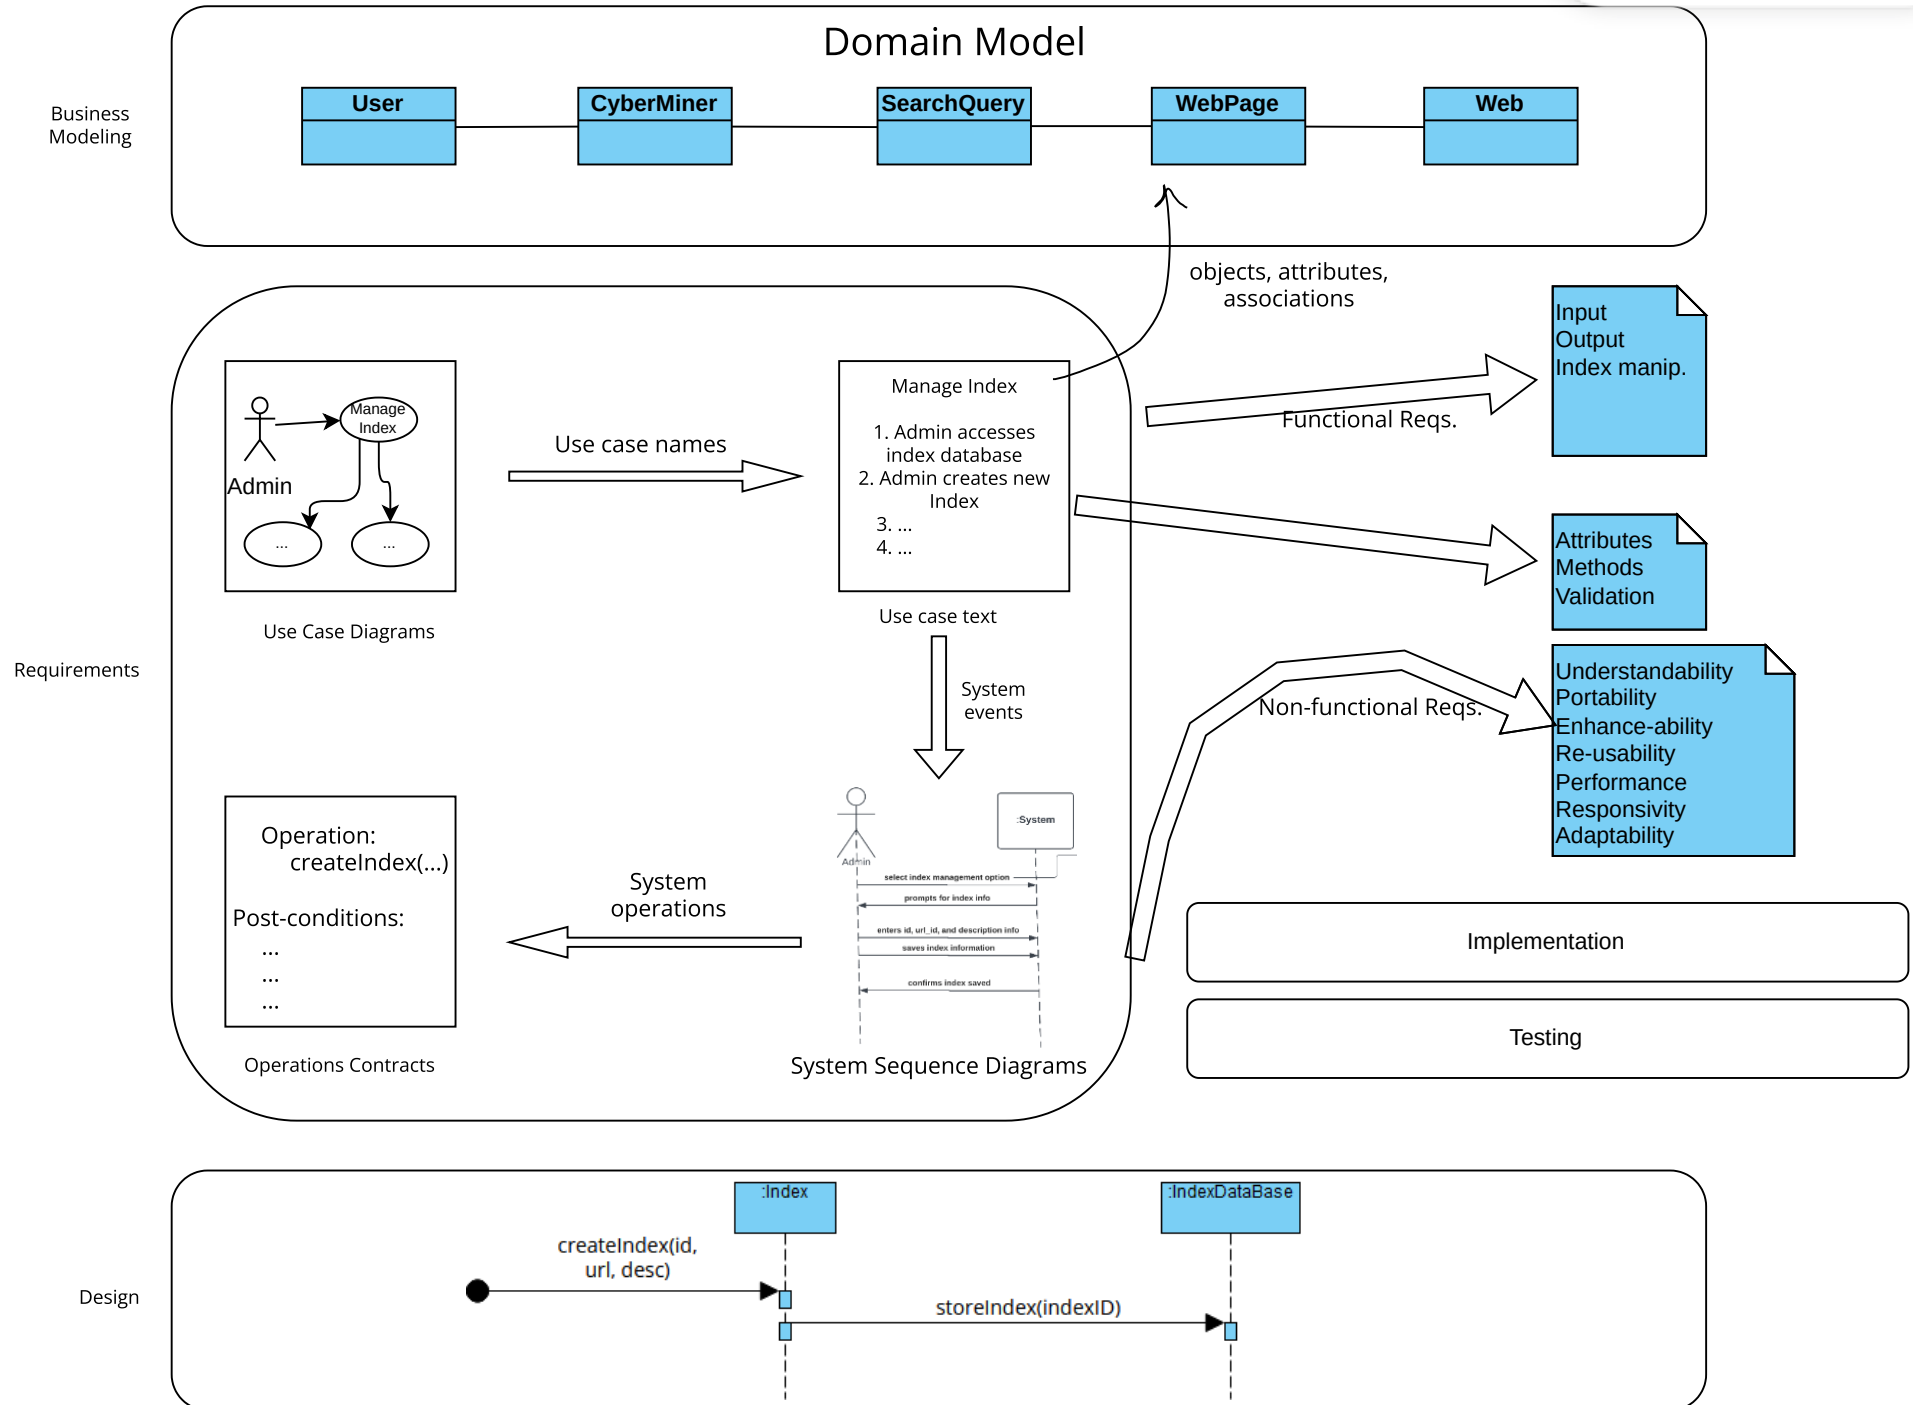 Domain Model
Business
Modeling
User
CyberMiner
SearchQuery
WebPage
Web
objects, attributes,
associations
Requirements
Manage
Index
Admin
...
...
Use Case Diagrams
Use case names
Manage Index
1. Admin accesses
index database
2. Admin creates new
Index
3. ...
4. ...
Use case text
System
events
Functional Reqs.
Input
Output
Index manip.
Attributes
Methods
Validation
Non-functional Reqs.
Understandability
Portability
Enhance-ability
Re-usability
Performance
Responsivity
Adaptability
Operation:
createIndex(...)
Post-conditions:
...
...
...
Operations Contracts
System
operations
Admin
:System
select index management option
prompts for index info
enters id, url_id, and description info
saves index information
confirms index saved
System Sequence Diagrams
Implementation
Testing
Design
:Index
:IndexDataBase
createIndex(id,
url, desc)
storeIndex(indexID)